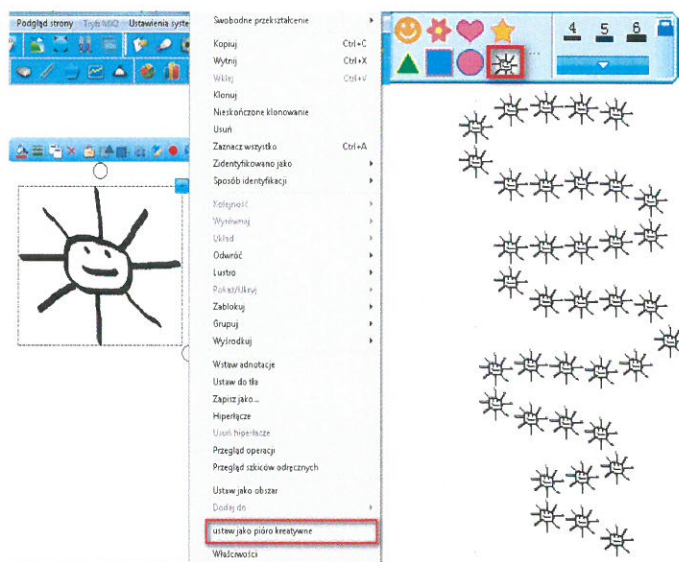 Podgląd strony Tryb NIO2 Ustawienia syste
Swobodne przekształcenie
Kopiuj Ctrl+C
Wytnij Ctrl+X
Wklej Ctrl+V
Klonuj
Nieskończone klonowanie
Usuń
Zaznacz wszystko Ctrl+A
Zidentyfikowano jako
Sposób identyfikacji
Kolejność
Wyrównaj
Układ
Odwróć
Lustro
Pokaż/Ukryj
Zablokuj
Grupuj
Wyśrodkuj
Wstaw adnotacje
Ustaw do tła
Zapisz jako...
Hiperłącze
Usuń hiperłącze
Przegląd operacji
Przegląd szkiców odręcznych
Ustaw jako obszar
Dodaj do
ustaw jako pióro kreatywne
Właściwości
4 5 6